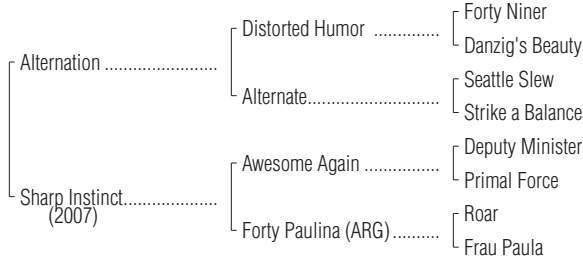 Forty Niner
Distorted Humor ..............
Danzig's Beauty
Alternation ........................
Seattle Slew
Alternate............................
Strike a Balance
Deputy Minister
Awesome Again ................
Primal Force
Sharp Instinct....................
(2007)
Roar
Forty Paulina (ARG)..........
Frau Paula